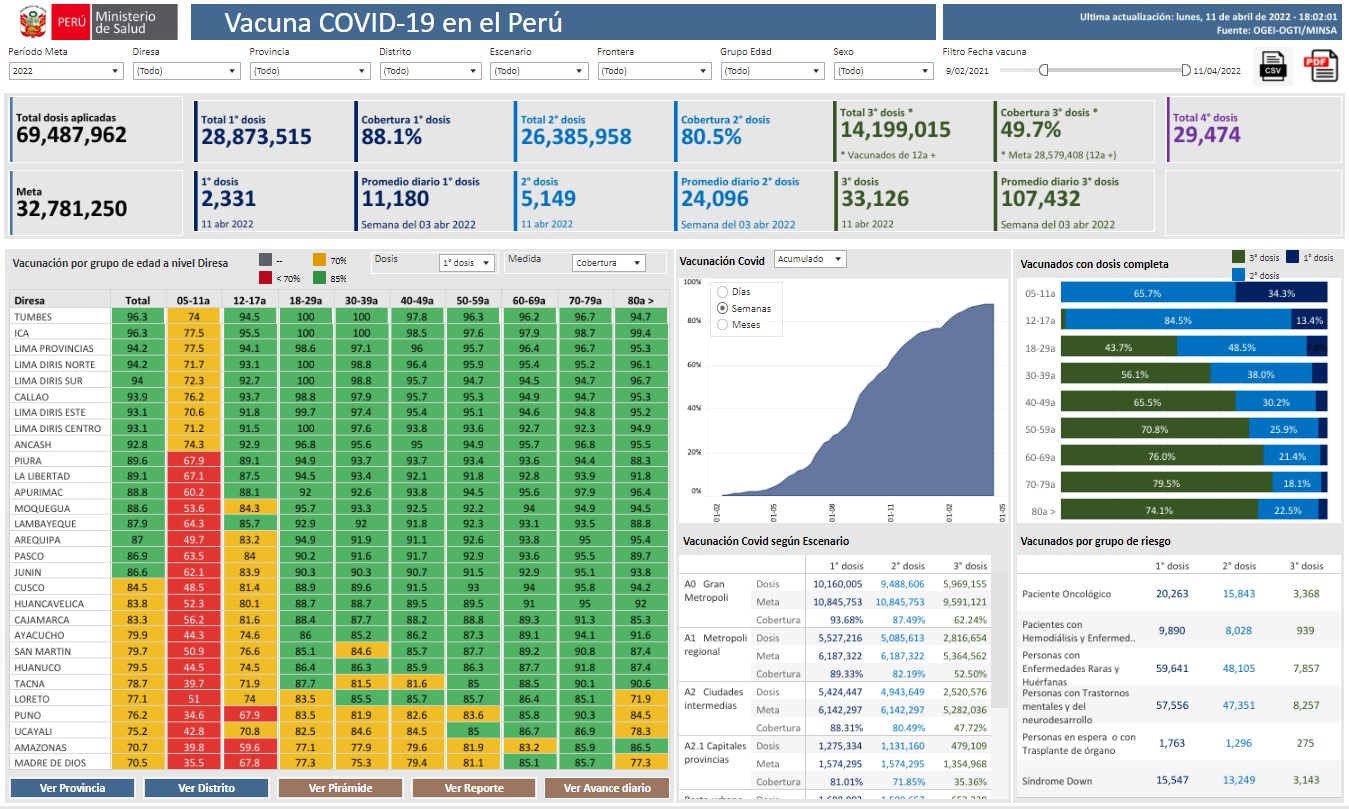 PERÚ Ministerio de Salud
Vacuna COVID-19 en el Perú
Ultima actualización: lunes, 11 de abril de 2022 - 18:02:01
Fuente: OGEI-OGTI/MINSA
Período Meta Diresa Provincia Distrito Escenario Frontera Grupo Edad Sexo Filtro Fecha vacuna
2022 (Todo) (Todo) (Todo) (Todo) (Todo) (Todo) (Todo) 9/02/2021 11/04/2022 CSV PDF
Total dosis aplicadas
69,487,962
Total 1° dosis
28,873,515
Cobertura 1° dosis
88.1%
Total 2° dosis
26,385,958
Cobertura 2° dosis
80.5%
Total 3° dosis *
14,199,015
* Vacunados de 12a +
Cobertura 3° dosis *
49.7%
* Meta 28,579,408 (12a +)
Total 4° dosis
29,474
Meta
32,781,250
1° dosis
2,331
11 abr 2022
Promedio diario 1° dosis
11,180
Semana del 03 abr 2022
2° dosis
5,149
11 abr 2022
Promedio diario 2° dosis
24,096
Semana del 03 abr 2022
3° dosis
33,126
11 abr 2022
Promedio diario 3° dosis
107,432
Semana del 03 abr 2022
Vacunación por grupo de edad a nivel Diresa
-- 70%
< 70% 85%
Dosis 1° dosis
Medida Cobertura
Diresa Total 05-11a 12-17a 18-29a 30-39a 40-49a 50-59a 60-69a 70-79a 80a >
TUMBES 96.3 74 94.5 100 100 97.8 96.3 96.2 96.7 94.7
ICA 96.3 77.5 95.5 100 100 98.5 97.6 97.9 98.7 99.4
LIMA PROVINCIAS 94.2 77.5 94.1 98.6 97.1 96 95.7 96.4 96.7 95.3
LIMA DIRIS NORTE 94.2 71.7 93.1 100 98.8 96.4 95.9 95.4 95.2 96.1
LIMA DIRIS SUR 94 72.3 92.7 100 98.8 95.7 94.7 94.5 94.7 96.7
CALLAO 93.9 76.2 93.7 98.8 97.9 95.7 95.3 94.9 94.7 95.3
LIMA DIRIS ESTE 93.1 70.6 91.8 99.7 97.4 95.4 95.1 94.6 94.8 95.2
LIMA DIRIS CENTRO 93.1 71.2 91.5 100 97.6 93.8 93.6 92.7 92.3 94.9
ANCASH 92.8 74.3 92.9 96.8 95.6 95 94.9 95.7 96.8 95.5
PIURA 89.6 67.9 89.1 94.9 93.7 93.7 93.4 93.6 94.4 88.3
LA LIBERTAD 89.1 67.1 87.5 94.5 93.4 92.1 91.8 92.8 93.9 91.8
APURIMAC 88.8 60.2 88.1 92 92.6 93.8 94.5 95.6 97.9 96.4
MOQUEGUA 88.6 53.6 84.3 95.7 93.3 92.5 92.2 94 94.9 94.5
LAMBAYEQUE 87.9 64.3 85.7 92.9 92 91.8 92.3 93.1 93.5 88.8
AREQUIPA 87 49.7 83.2 94.9 91.9 91.1 92.6 93.8 95 95.4
PASCO 86.9 63.5 84 90.2 91.6 91.7 92.9 93.6 95.5 89.7
JUNIN 86.6 62.1 83.9 90.3 90.3 90.7 91.5 92.9 95.1 93.8
CUSCO 84.5 48.5 81.4 88.9 89.6 91.5 93 94 95.8 94.2
HUANCAVELICA 83.8 52.3 80.1 88.7 88.7 89.5 89.5 91 95 92
CAJAMARCA 83.3 56.2 81.6 88.4 87.7 88.2 88.8 89.3 91.3 85.3
AYACUCHO 79.9 44.3 74.6 86 85.2 86.2 87.3 89.1 94.1 91.6
SAN MARTIN 79.7 50.9 76.6 85.1 84.6 85.7 87.7 89.2 90.8 87.4
HUANUCO 79.5 44.5 74.5 86.4 86.3 85.9 86.3 87.7 91.8 87.4
TACNA 78.7 39.7 71.9 87.7 81.5 81.6 85 88.5 90.1 90.6
LORETO 77.1 51 74 83.5 85.5 85.7 85.7 86.4 85.1 71.9
PUNO 76.2 34.6 67.9 83.5 81.9 82.6 83.6 85.8 90.3 84.5
UCAYALI 75.2 42.8 70.8 82.5 84.6 84.5 85 86.7 86.9 78.3
AMAZONAS 70.7 39.8 59.6 77.1 77.9 79.6 81.9 83.2 85.9 86.5
MADRE DE DIOS 70.5 35.5 67.8 77.3 75.3 79.4 81.1 85.1 85.7 77.3
Ver Provincia Ver Distrito Ver Pirámide Ver Reporte Ver Avance diario
Vacunación Covid Acumulado
Días
Semanas
Meses
100%
80%
60%
40%
20%
0%
01-02 01-05 01-08 01-11 01-02 01-05
Vacunación Covid según Escenario
1° dosis 2° dosis 3° dosis
A0 Gran Metropoli Dosis 10,160,005 9,488,606 5,969,155
Meta 10,845,753 10,845,753 9,591,121
Cobertura 93.68% 87.49% 62.24%
A1 Metropoli regional Dosis 5,527,216 5,085,613 2,816,654
Meta 6,187,322 6,187,322 5,364,562
Cobertura 89.33% 82.19% 52.50%
A2 Ciudades intermedias Dosis 5,424,447 4,943,649 2,520,576
Meta 6,142,297 6,142,297 5,282,036
Cobertura 88.31% 80.49% 47.72%
A2.1 Capitales provincias Dosis 1,275,334 1,131,160 479,109
Meta 1,574,295 1,574,295 1,354,968
Cobertura 81.01% 71.85% 35.36%
Vacunados con dosis completa
3° dosis 1° dosis
2° dosis
05-11a 65.7% 34.3%
12-17a 84.5% 13.4%
18-29a 43.7% 48.5%
30-39a 56.1% 38.0%
40-49a 65.5% 30.2%
50-59a 70.8% 25.9%
60-69a 76.0% 21.4%
70-79a 79.5% 18.1%
80a > 74.1% 22.5%
Vacunados por grupo de riesgo
1° dosis 2° dosis 3° dosis
Paciente Oncológico 20,263 15,843 3,368
Pacientes con Hemodiálisis y Enfermed.. 9,890 8,028 939
Personas con Enfermedades Raras y Huérfanas 59,641 48,105 7,857
Personas con Trastornos mentales y del neurodesarrollo 57,556 47,351 8,257
Personas en espera o con Trasplante de órgano 1,763 1,296 275
Síndrome Down 15,547 13,249 3,143